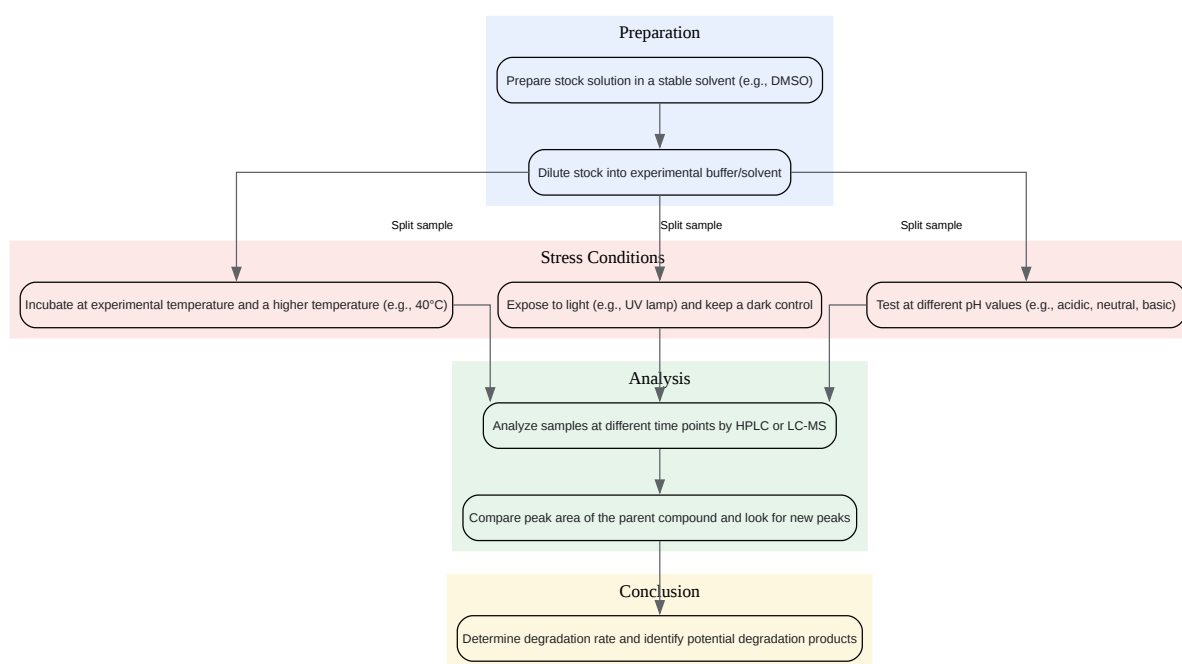 Preparation
Prepare stock solution in a stable solvent (e.g., DMSO)
Dilute stock into experimental buffer/solvent
Split sample
Split sample
Split sample
Stress Conditions
Incubate at experimental temperature and a higher temperature (e.g., 40°C)
Expose to light (e.g., UV lamp) and keep a dark control
Test at different pH values (e.g., acidic, neutral, basic)
Analysis
Analyze samples at different time points by HPLC or LC-MS
Compare peak area of the parent compound and look for new peaks
Conclusion
Determine degradation rate and identify potential degradation products